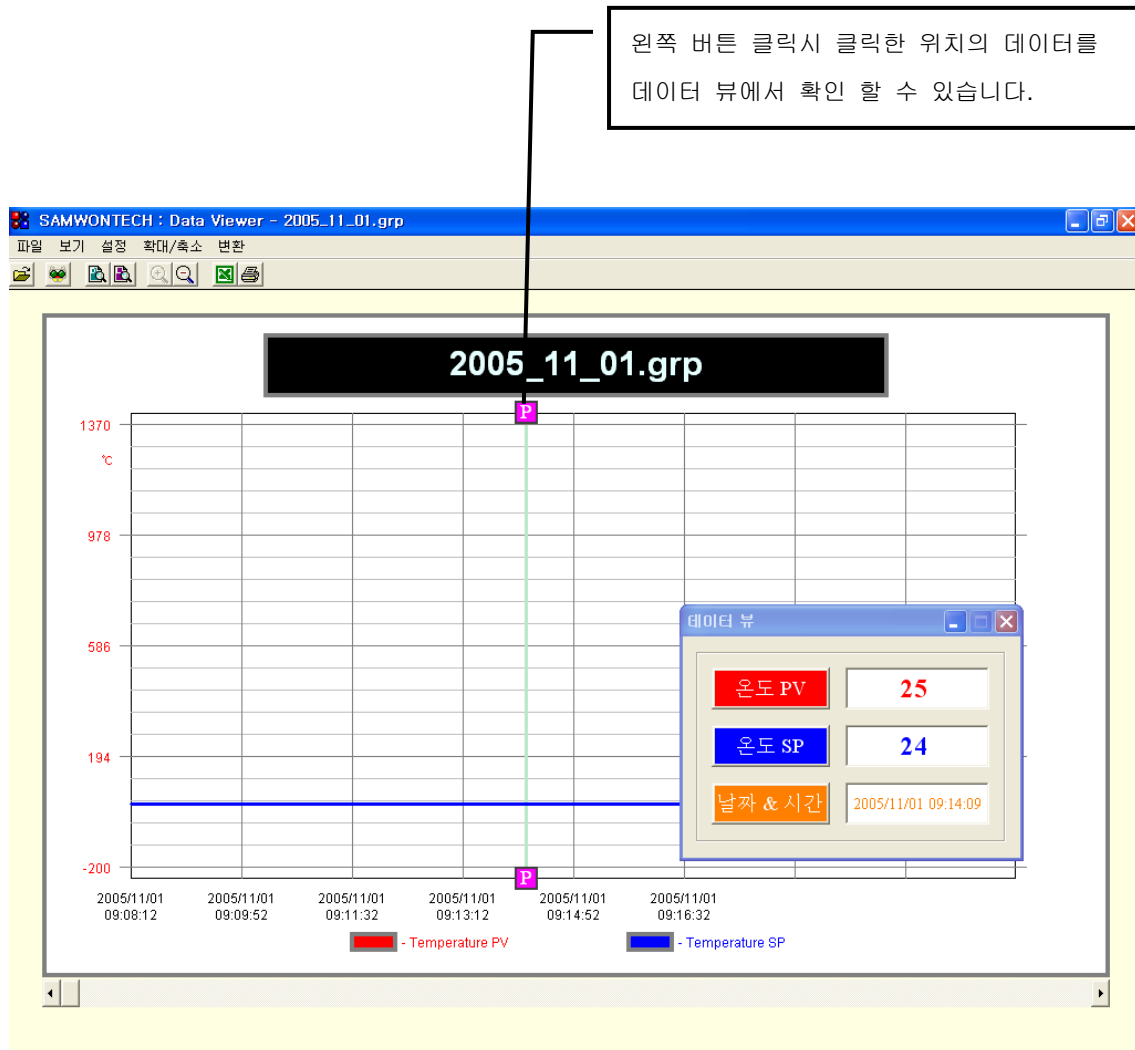 왼쪽 버튼 클릭시 클릭한 위치의 데이터를
데이터 뷰에서 확인 할 수 있습니다.
SAMWONTECH : Data Viewer - 2005_11_01.grp
파일 보기 설정 확대/축소 변환
2005_11_01.grp
P
1370
℃
978
586
194
-200
P
데이터 뷰
온도 PV 25
온도 SP 24
날짜 & 시간 2005/11/01 09:14:09
2005/11/01 2005/11/01 2005/11/01 2005/11/01 2005/11/01 2005/11/01
09:08:12 09:09:52 09:11:32 09:13:12 09:14:52 09:16:32
- Temperature PV - Temperature SP